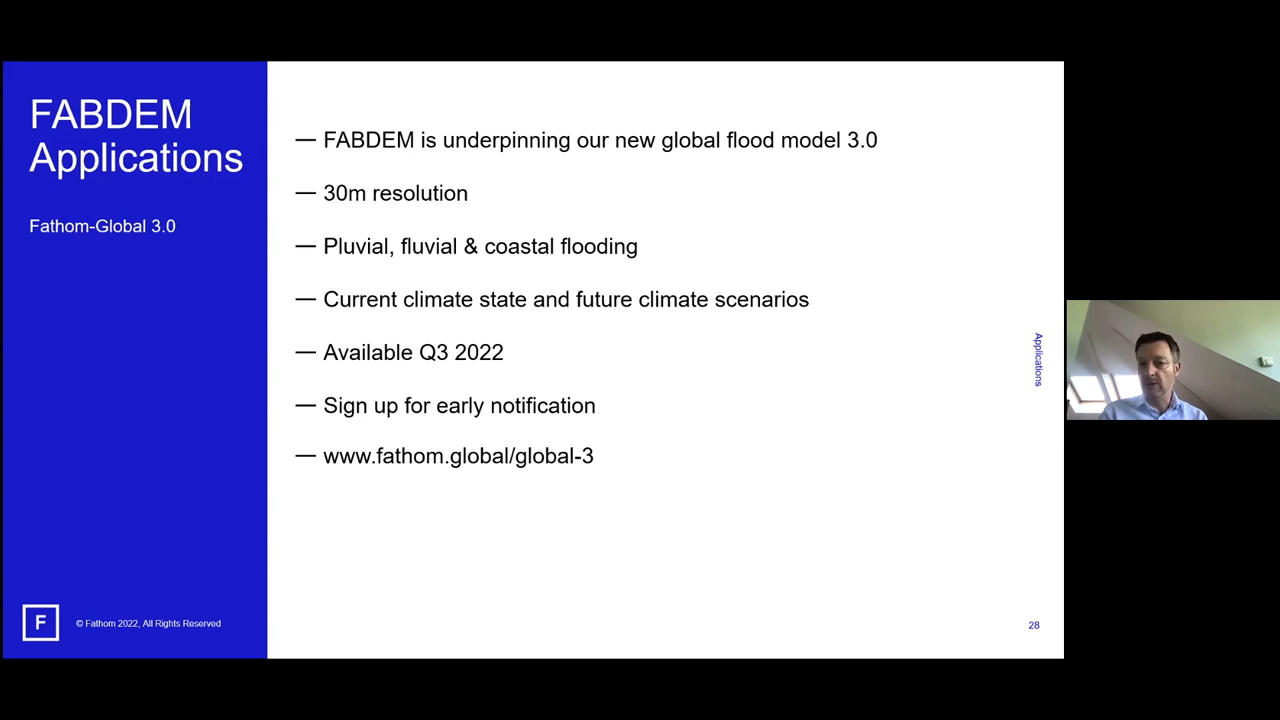 FABDEM
Applications
Fathom-Global 3.0
— FABDEM is underpinning our new global flood model 3.0
— 30m resolution
— Pluvial, fluvial & coastal flooding
— Current climate state and future climate scenarios
— Available Q3 2022
— Sign up for early notification
— www.fathom.global/global-3
Applications
F
© Fathom 2022, All Rights Reserved
28